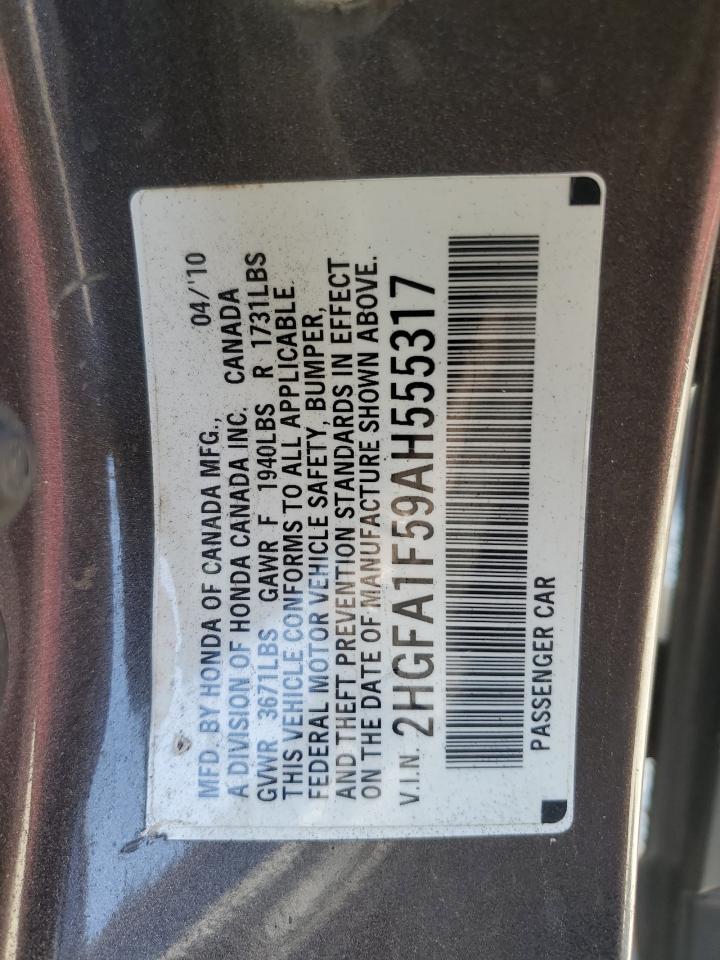 MFD. BY HONDA OF CANADA MFG., 04/'10
A DIVISION OF HONDA CANADA INC. CANADA
GVWR 3671LBS GAWR F 1940LBS R 1731LBS
THIS VEHICLE CONFORMS TO ALL APPLICABLE
FEDERAL MOTOR VEHICLE SAFETY, BUMPER,
AND THEFT PREVENTION STANDARDS IN EFFECT
ON THE DATE OF MANUFACTURE SHOWN ABOVE.
V.I.N. 2HGFA1F59AH555317
PASSENGER CAR